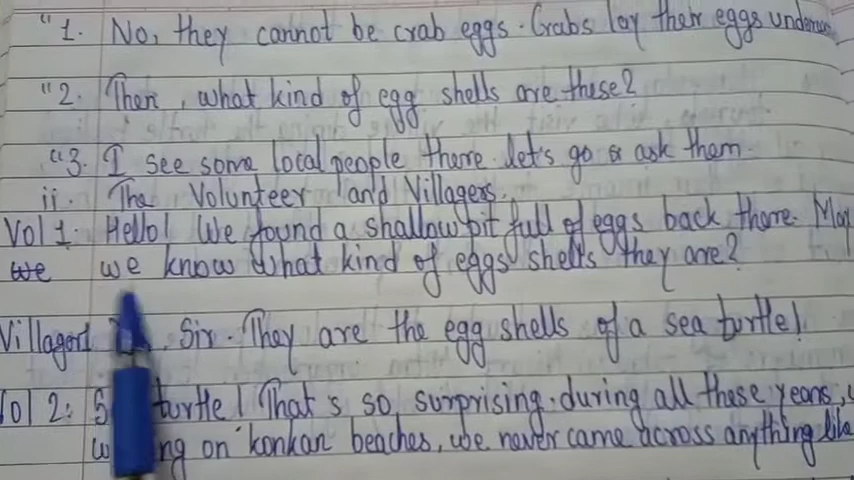 "1. No, they cannot be crab eggs. Crabs lay their eggs
"2. Then, what kind of egg shells are these?
"3. I see some local people there. let's go & ask them.
ii. The Volunteer and Villagers.
Vol 1: Hello! We found a shallow pit full of eggs back there. May
we we know what kind of eggs shells they are?
Sir. They are the egg shells of a sea turtle!
2: turtle! That's so surprising. during all these years,
on konkan beaches, we never came across anything like